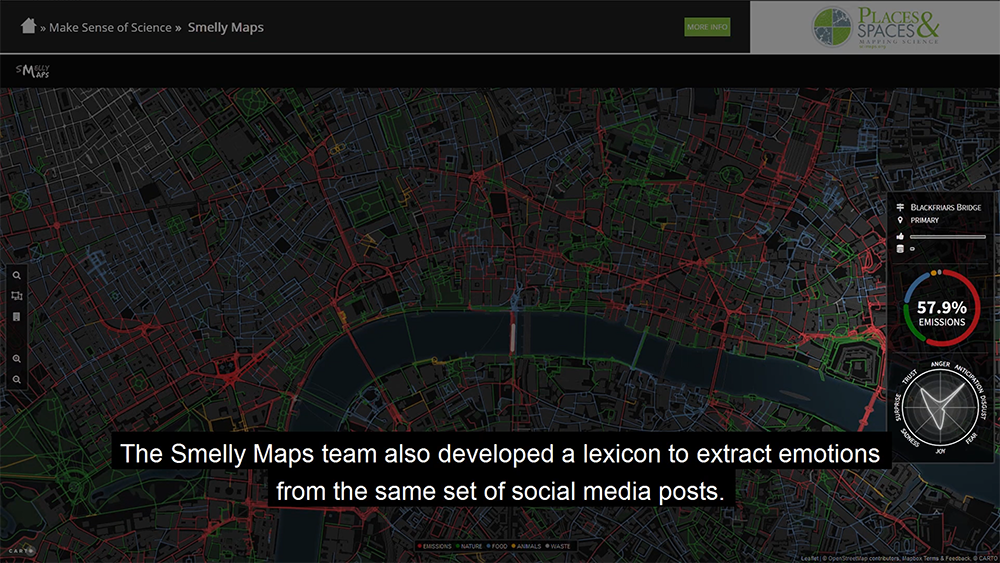 » Make Sense of Science » Smelly Maps
MORE INFO
PLACES &
SPACES
MAPPING SCIENCE
SMELLY
MAPS
BLACKFRIARS BRIDGE
PRIMARY
57.9%
EMISSIONS
ANGER
ANTICIPATION
DISGUST
FEAR
JOY
SADNESS
SURPRISE
TRUST
The Smelly Maps team also developed a lexicon to extract emotions
from the same set of social media posts.
EMISSIONS NATURE FOOD ANIMALS WASTE
CARTO
Leaflet | © OpenStreetMap contributors, Mapbox Terms & Feedback, © CARTO